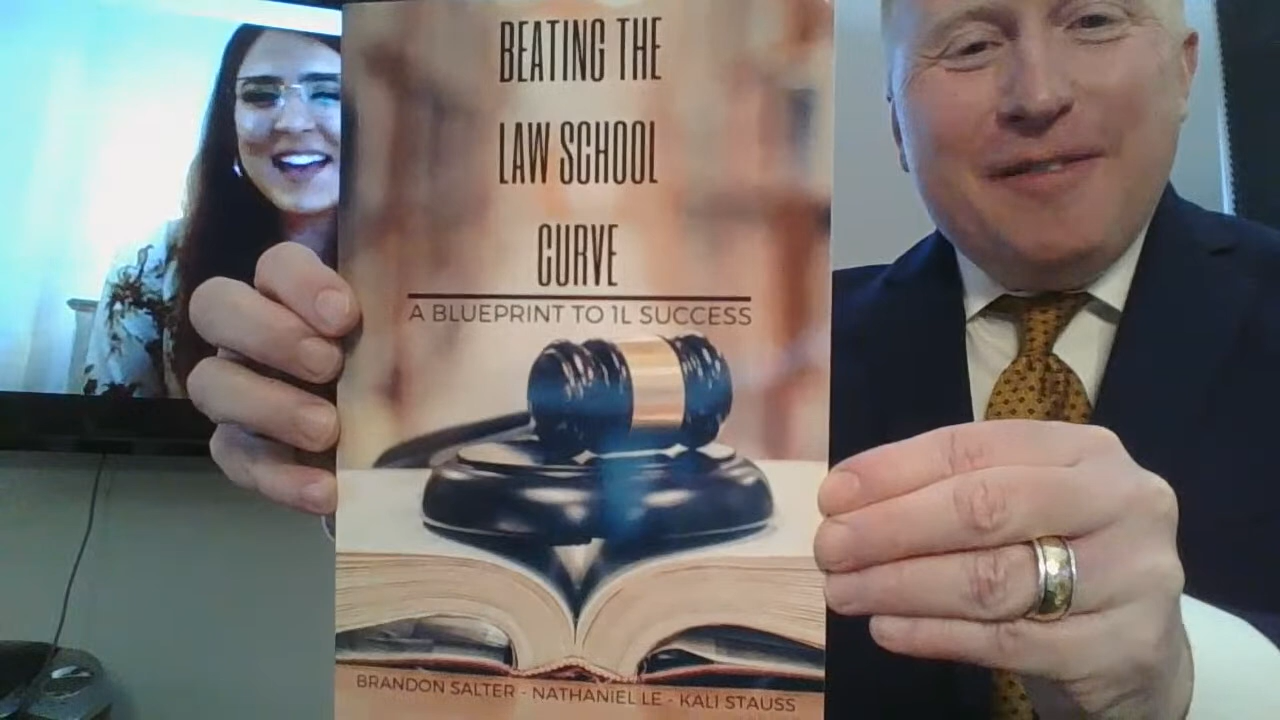 BEATING THE
LAW SCHOOL
CURVE
A BLUEPRINT TO 1L SUCCESS
BRANDON SALTER - NATHANIEL LE - KALI STAUSS